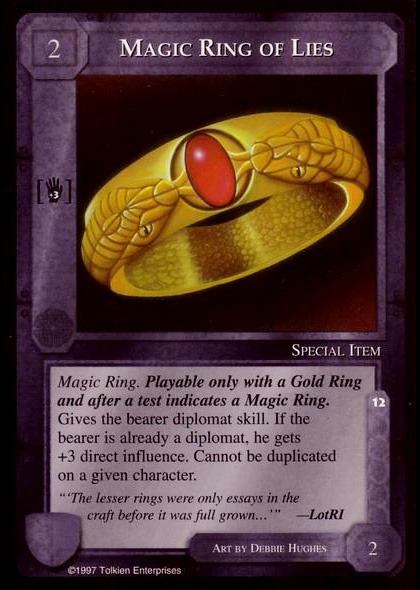 2
MAGIC RING OF LIES
[-3]
SPECIAL ITEM
Magic Ring. Playable only with a Gold Ring
and after a test indicates a Magic Ring.
Gives the bearer diplomat skill. If the
bearer is already a diplomat, he gets
+3 direct influence. Cannot be duplicated
on a given character.
12
“‘The lesser rings were only essays in the
craft before it was full grown...’” —LotRI
ART BY DEBBIE HUGHES
2
©1997 Tolkien Enterprises